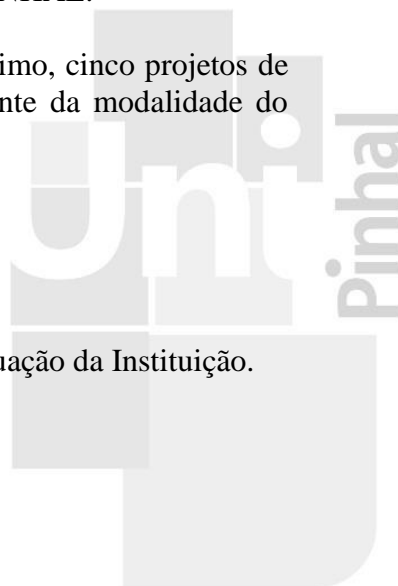 imo, cinco projetos de
nte da modalidade do
Uni
Pinhal
uação da Instituição.